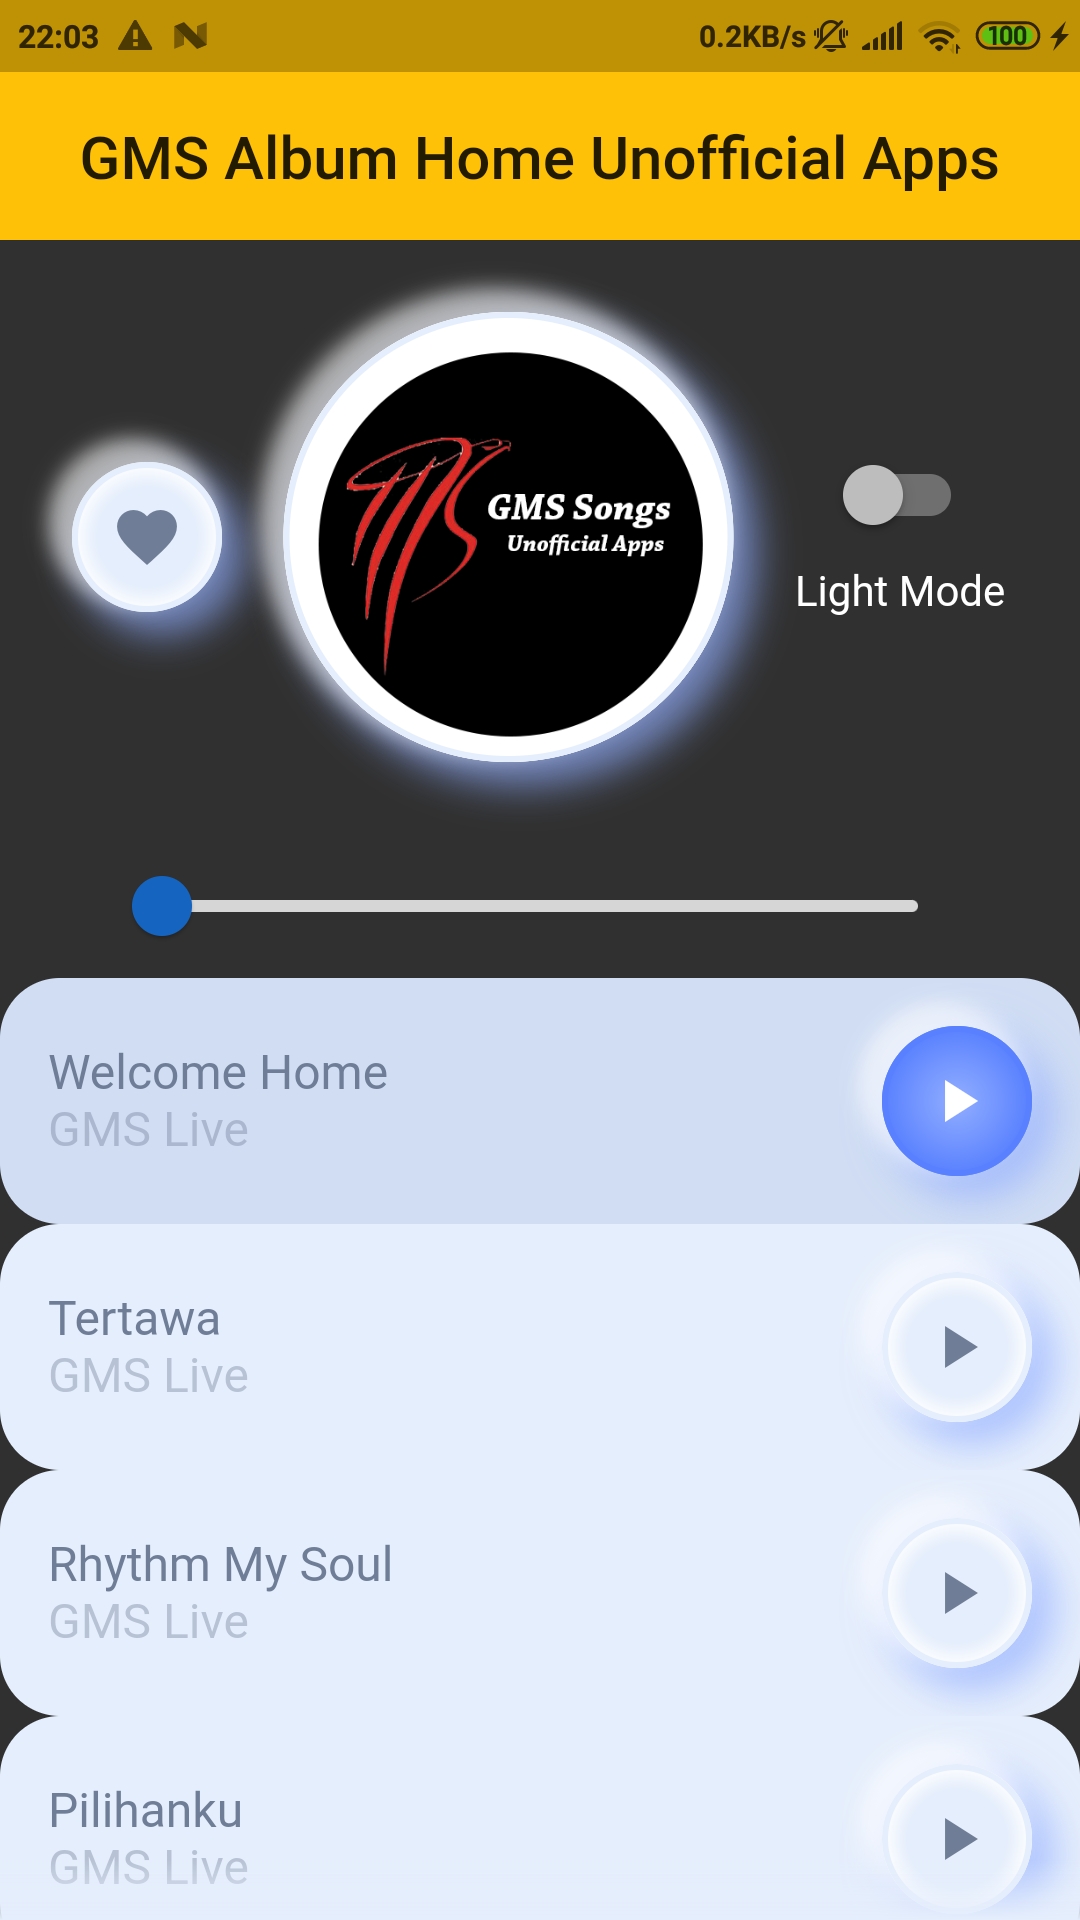 22:03
0.2KB/s
100
GMS Album Home Unofficial Apps
GMS Songs
Unofficial Apps
Light Mode
Welcome Home
GMS Live
Tertawa
GMS Live
Rhythm My Soul
GMS Live
Pilihanku
GMS Live